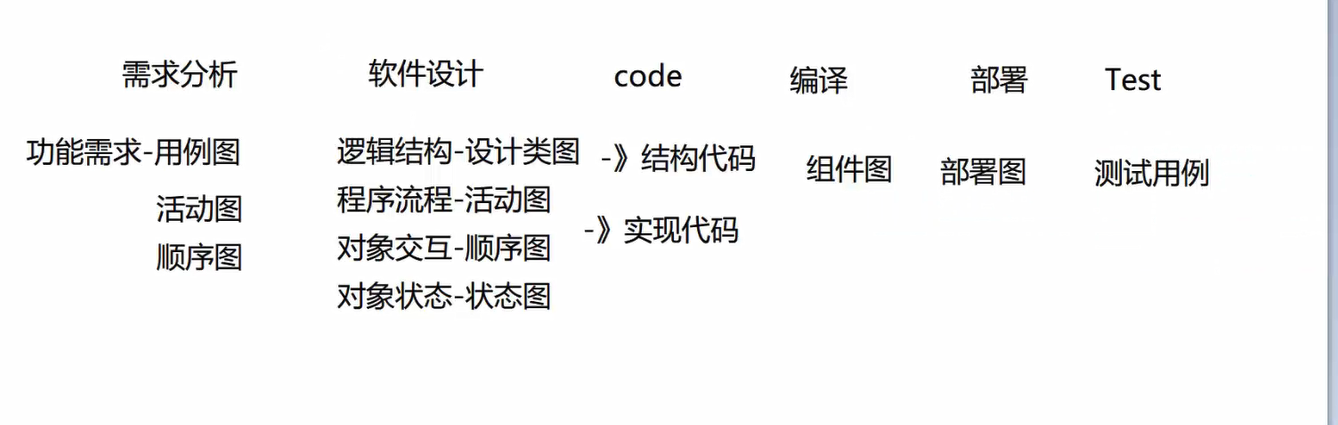 需求分析
软件设计
code
编译
部署
Test
功能需求-用例图
逻辑结构-设计类图
-》结构代码
组件图
部署图
测试用例
活动图
程序流程-活动图
-》实现代码
顺序图
对象交互-顺序图
对象状态-状态图